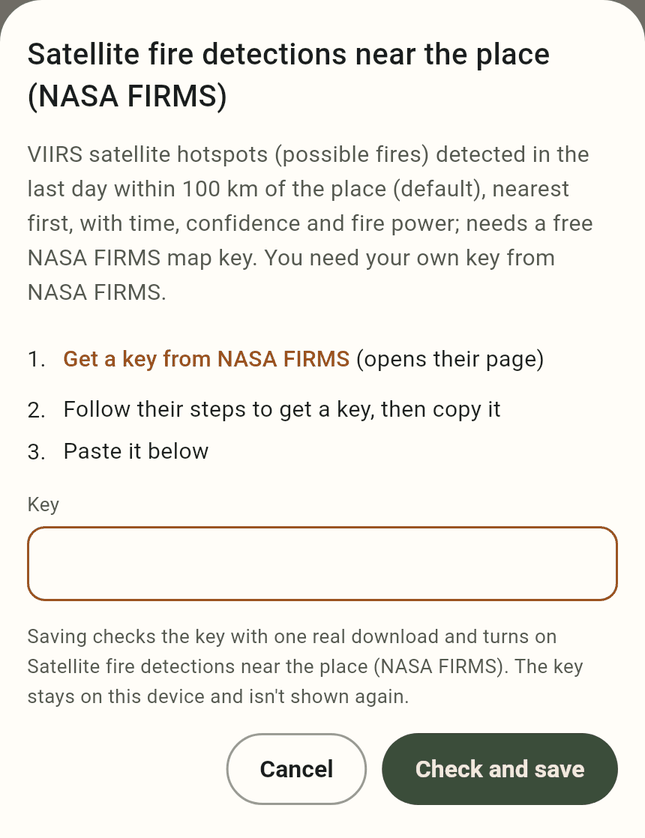 Satellite fire detections near the place
(NASA FIRMS)
VIIRS satellite hotspots (possible fires) detected in the
last day within 100 km of the place (default), nearest
first, with time, confidence and fire power; needs a free
NASA FIRMS map key. You need your own key from
NASA FIRMS.
1. Get a key from NASA FIRMS (opens their page)
2. Follow their steps to get a key, then copy it
3. Paste it below
Key
Saving checks the key with one real download and turns on
Satellite fire detections near the place (NASA FIRMS). The key
stays on this device and isn't shown again.
Cancel Check and save